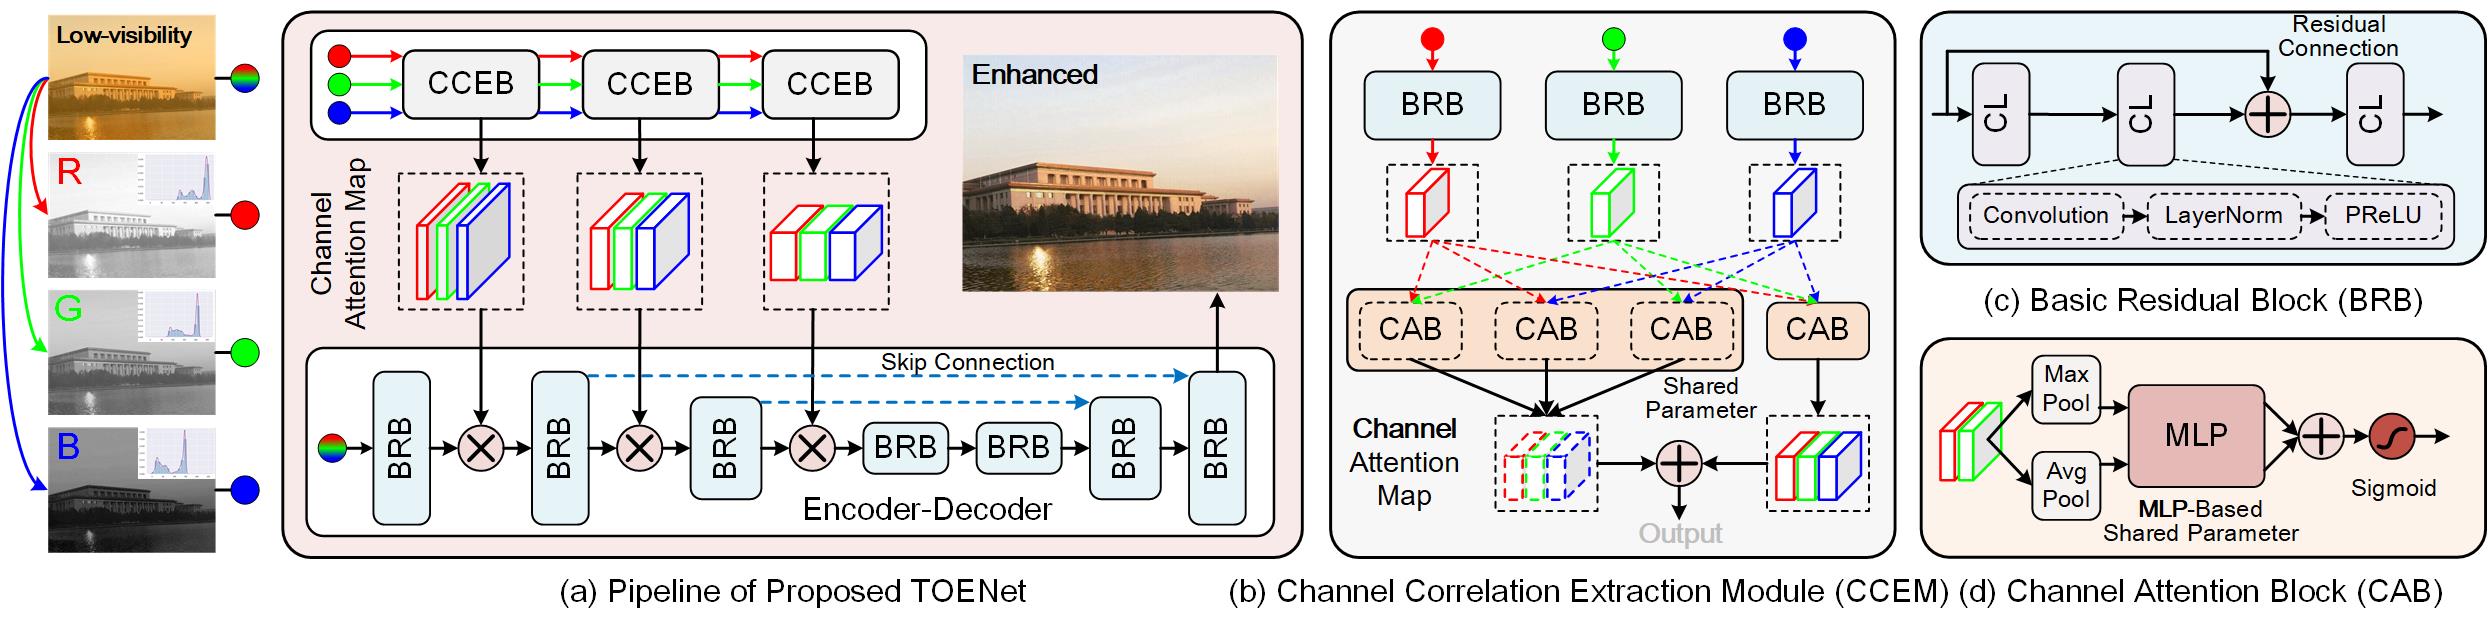 Low-visibility
R
G
B
CCEB
CCEB
CCEB
Channel
Attention Map
Enhanced
Skip Connection
BRB
BRB
BRB
BRB
BRB
BRB
BRB
Encoder-Decoder
(a) Pipeline of Proposed TOENet
BRB
BRB
BRB
CAB
CAB
CAB
CAB
Shared
Parameter
Channel
Attention
Map
Output
(b) Channel Correlation Extraction Module (CCEM)
Residual
Connection
CL
CL
CL
Convolution
LayerNorm
PReLU
(c) Basic Residual Block (BRB)
Max
Pool
Avg
Pool
MLP
MLP-Based
Shared Parameter
Sigmoid
(d) Channel Attention Block (CAB)